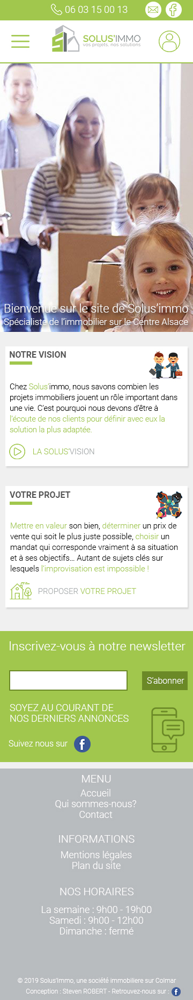 06 03 15 00 13
SOLUS'IMMO
vos projets, nos solutions
Bienvenue sur le site de Solus'immo
Spécialiste de l'immobilier sur le Centre Alsace
NOTRE VISION
Chez Solus'immo, nous savons combien les
projets immobiliers jouent un rôle important dans
une vie. C'est pourquoi nous devons d'être à
l'écoute de nos clients pour définir avec eux la
solution la plus adaptée.
LA SOLUS'VISION
VOTRE PROJET
Mettre en valeur son bien, déterminer un prix de
vente qui soit le plus juste possible, choisir un
mandat qui corresponde vraiment à sa situation
et à ses objectifs... Autant de sujets clés sur
lesquels l'improvisation est impossible !
PROPOSER VOTRE PROJET
Inscrivez-vous à notre newsletter
S'abonner
SOYEZ AU COURANT DE
NOS DERNIERS ANNONCES
Suivez nous sur
MENU
Accueil
Qui sommes-nous?
Contact
INFORMATIONS
Mentions légales
Plan du site
NOS HORAIRES
La semaine : 9h00 - 19h00
Samedi : 9h00 - 12h00
Dimanche : fermé
© 2019 Solus'Immo, une société immobiliere sur Colmar
Conception : Steven ROBERT - Retrouvez-nous sur :